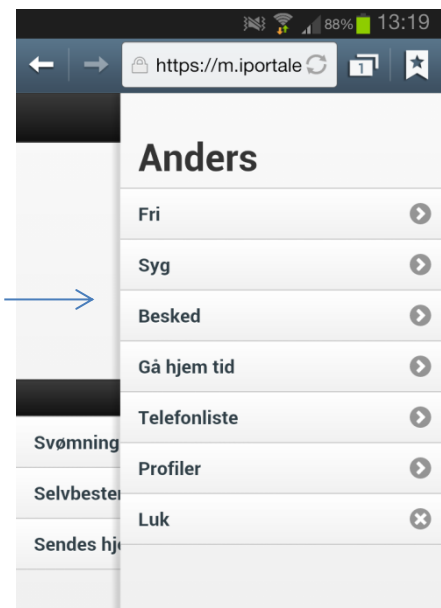 88% 13:19
https://m.iportale
1
Anders
Fri
Syg
Besked
Gå hjem tid
Telefonliste
Profiler
Luk
Svømning
Selvbester
Sendes hje